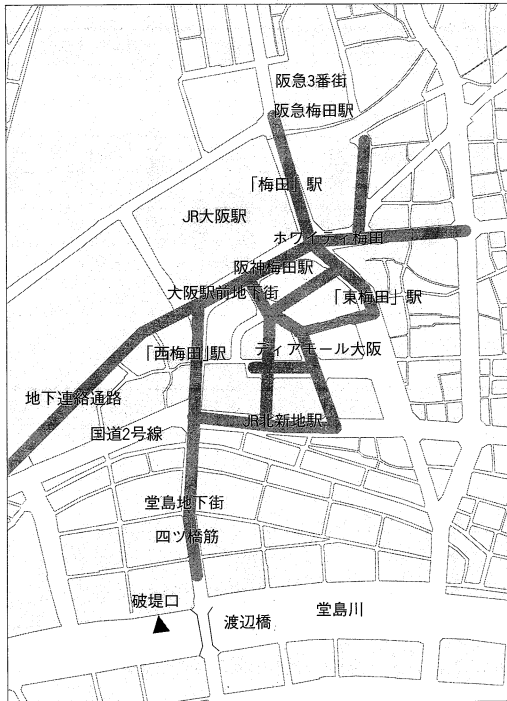 阪急3番街
阪急梅田駅
「梅田」駅
JR大阪駅
ホワイティ梅田
阪神梅田駅
大阪駅前地下街
「東梅田」駅
「西梅田」駅
ディアモール大阪
地下連絡通路
JR北新地駅
国道2号線
堂島地下街
四ツ橋筋
破堤口
堂島川
渡辺橋